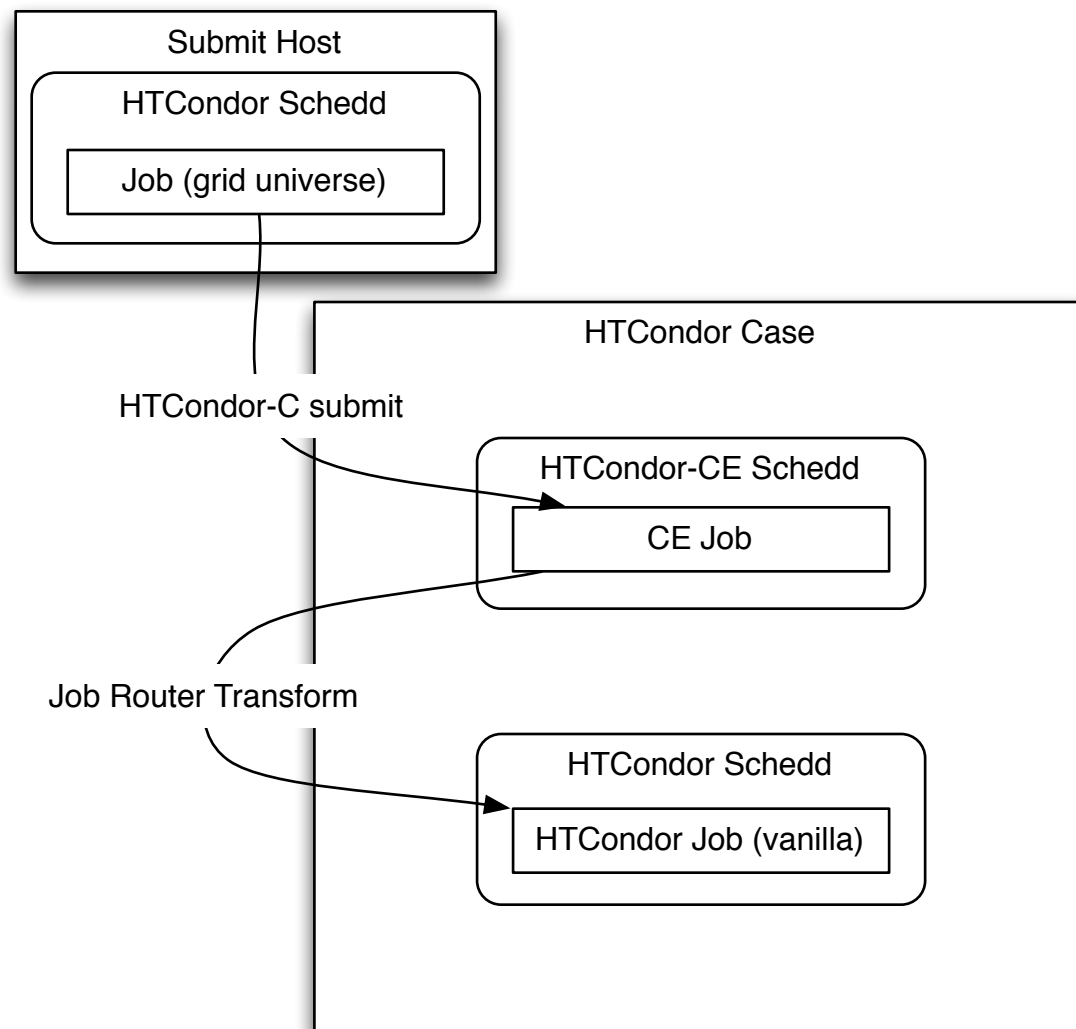 Submit Host
HTCondor Schedd
Job (grid universe)
HTCondor Case
HTCondor-C submit
HTCondor-CE Schedd
CE Job
Job Router Transform
HTCondor Schedd
HTCondor Job (vanilla)